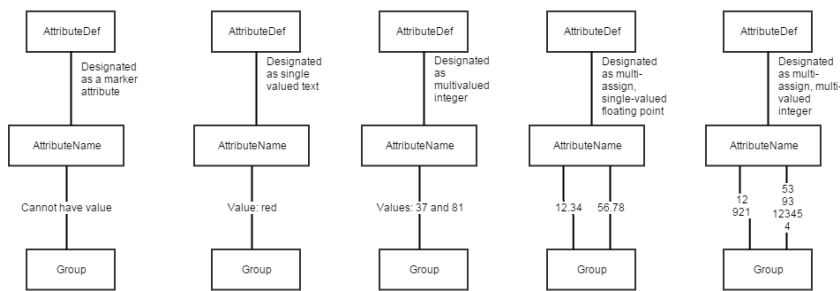 AttributeDef
Designated
as a marker
attribute
AttributeName
Cannot have value
Group
AttributeDef
Designated
as single
valued text
AttributeName
Value: red
Group
AttributeDef
Designated
as
multivalued
integer
AttributeName
Values: 37 and 81
Group
AttributeDef
Designated
as multi-
assign,
single-valued
floating point
AttributeName
12.34
56.78
Group
AttributeDef
Designated
as multi-
assign, multi-
valued
integer
AttributeName
12
921
53
93
12345
4
Group